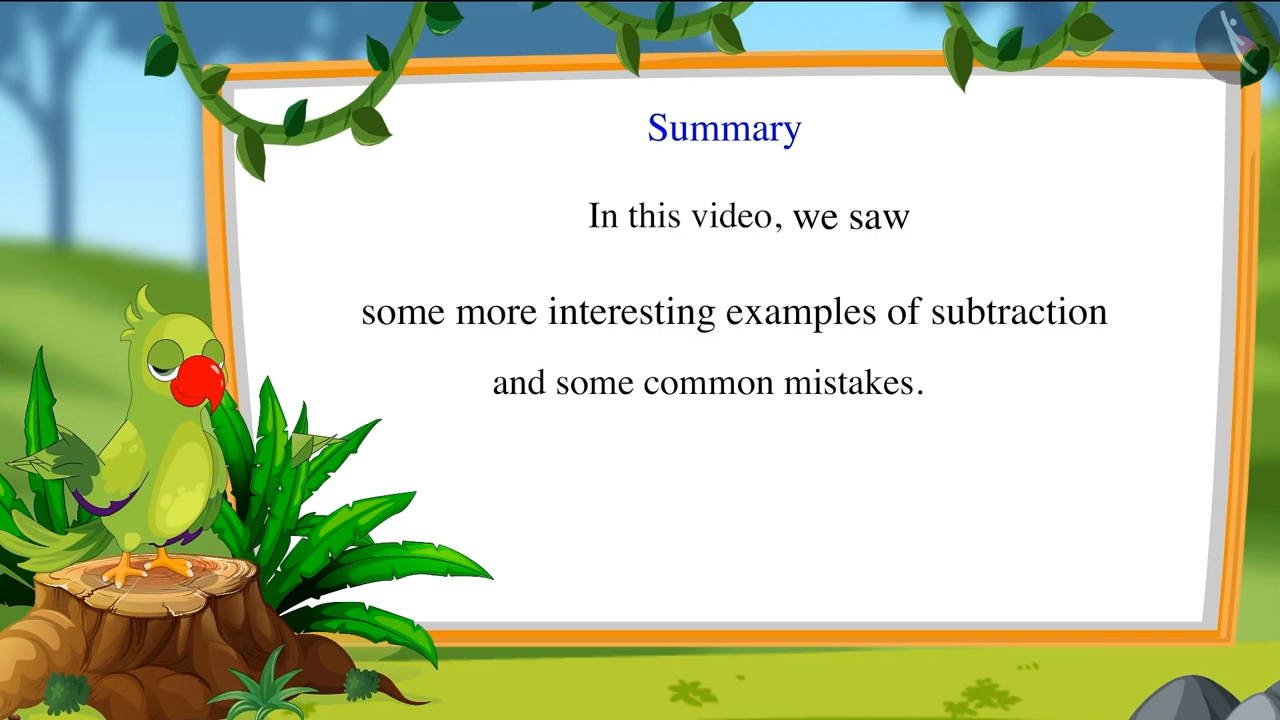 Summary
In this video, we saw
some more interesting examples of subtraction
and some common mistakes.